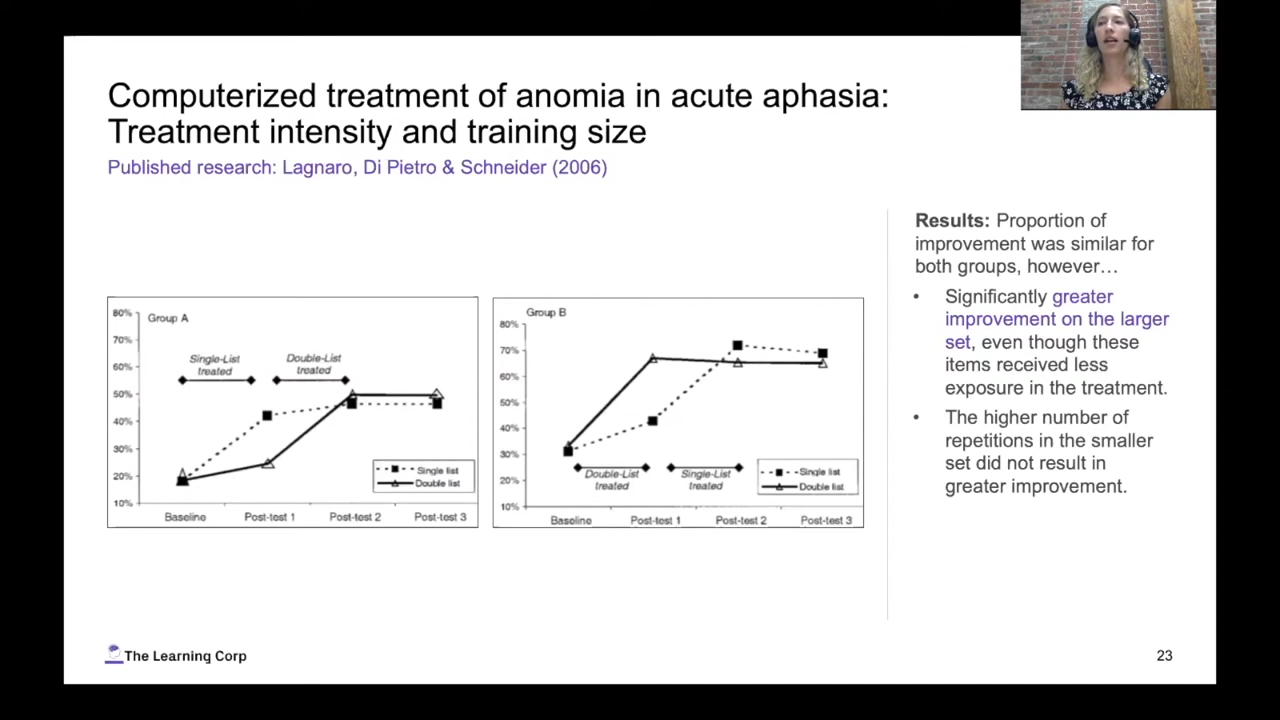 Computerized treatment of anomia in acute aphasia:
Treatment intensity and training size
Published research: Lagnaro, Di Pietro & Schneider (2006)
80%
Group A
70%
60%
50%
40%
30%
20%
10%
Single-List
treated
Double-List
treated
Single list
Double list
Baseline
Post-test 1
Post-test 2
Post-test 3
Group B
80%
70%
60%
50%
40%
30%
20%
10%
Double-List
treated
Single-List
treated
Single list
Double list
Baseline
Post-test 1
Post-test 2
Post-test 3
Results: Proportion of
improvement was similar for
both groups, however…
• Significantly greater
improvement on the larger
set, even though these
items received less
exposure in the treatment.
• The higher number of
repetitions in the smaller
set did not result in
greater improvement.
The Learning Corp
23